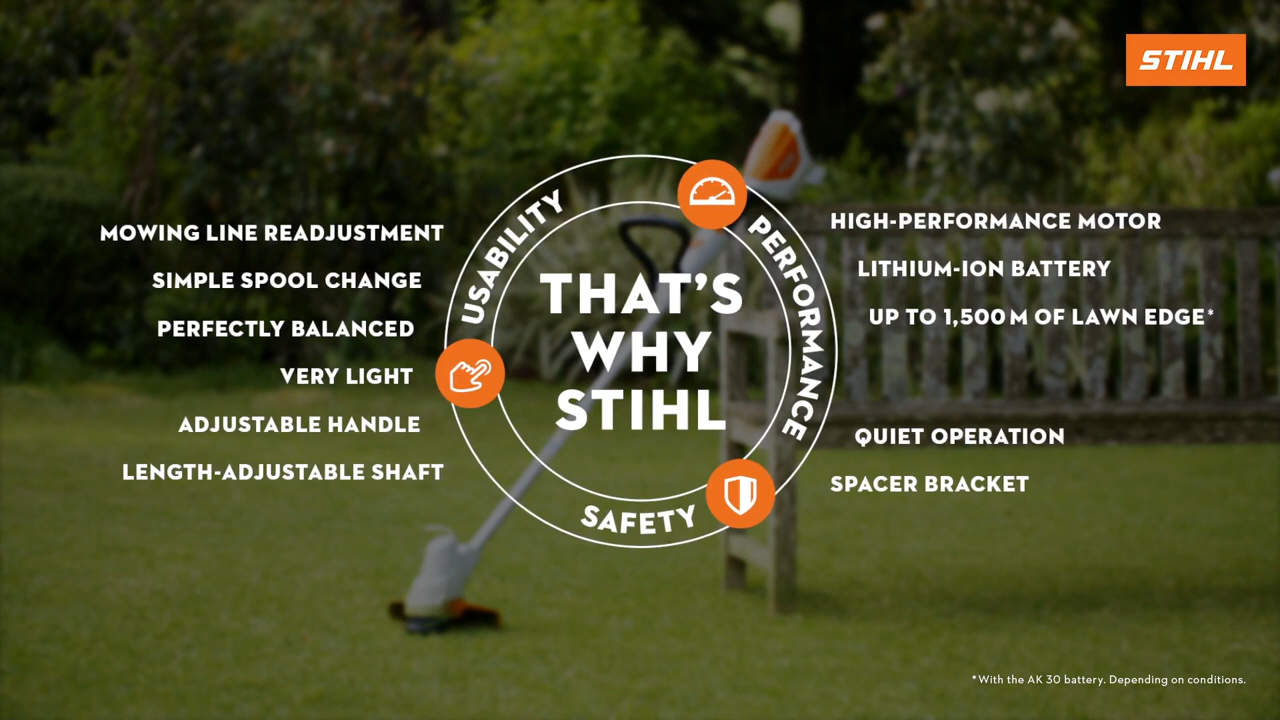 STIHL
USABILITY
MOWING LINE READJUSTMENT
SIMPLE SPOOL CHANGE
PERFECTLY BALANCED
VERY LIGHT
ADJUSTABLE HANDLE
LENGTH-ADJUSTABLE SHAFT
THAT'S
WHY
STIHL
PERFORMANCE
HIGH-PERFORMANCE MOTOR
LITHIUM-ION BATTERY
UP TO 1,500 M OF LAWN EDGE*
SAFETY
QUIET OPERATION
SPACER BRACKET
*With the AK 30 battery. Depending on conditions.